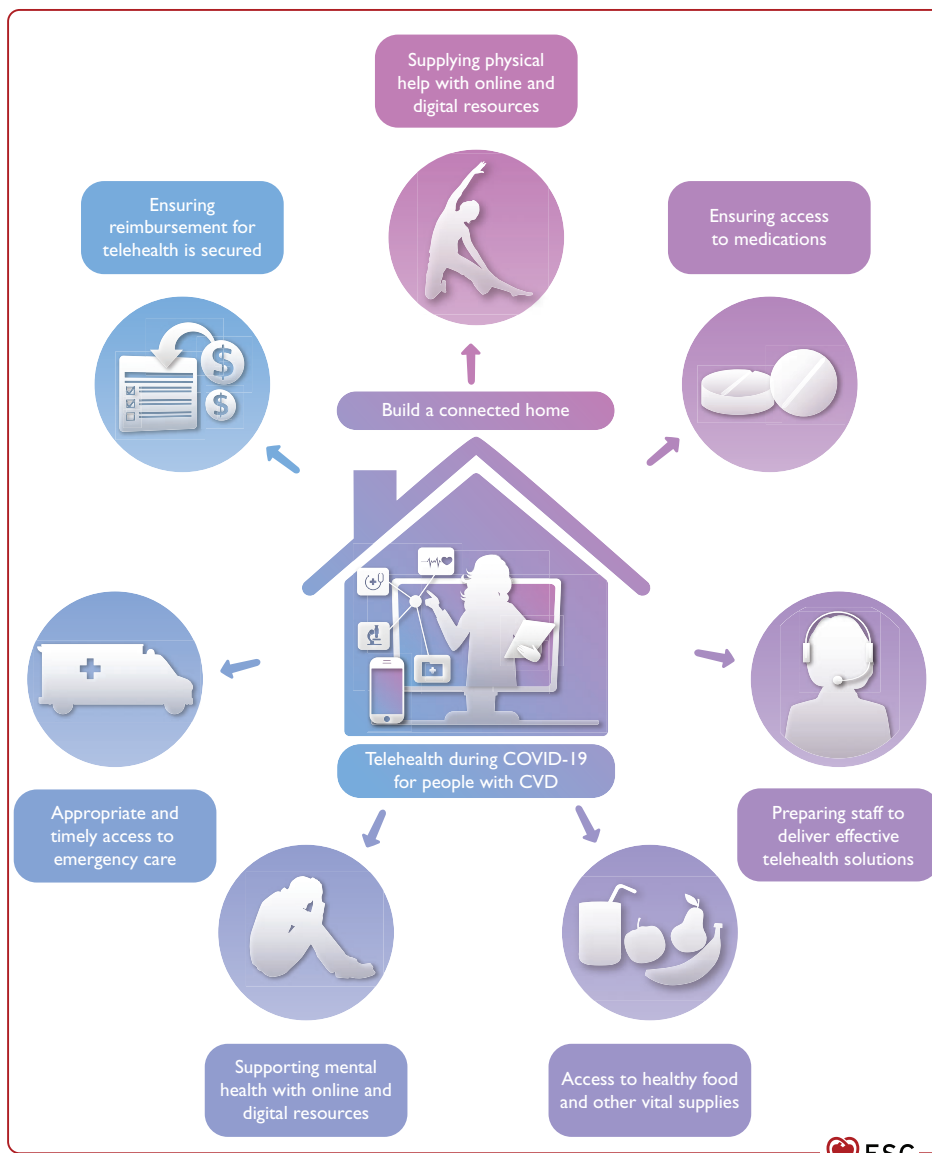 Supplying physical
help with online and
digital resources
Ensuring
reimbursement for
telehealth is secured
Ensuring access
to medications
$
$
Build a connected home
Telehealth during COVID-19
for people with CVD
Appropriate and
timely access to
emergency care
Preparing staff to
deliver effective
telehealth solutions
Supporting mental
health with online and
digital resources
Access to healthy food
and other vital supplies
ESC